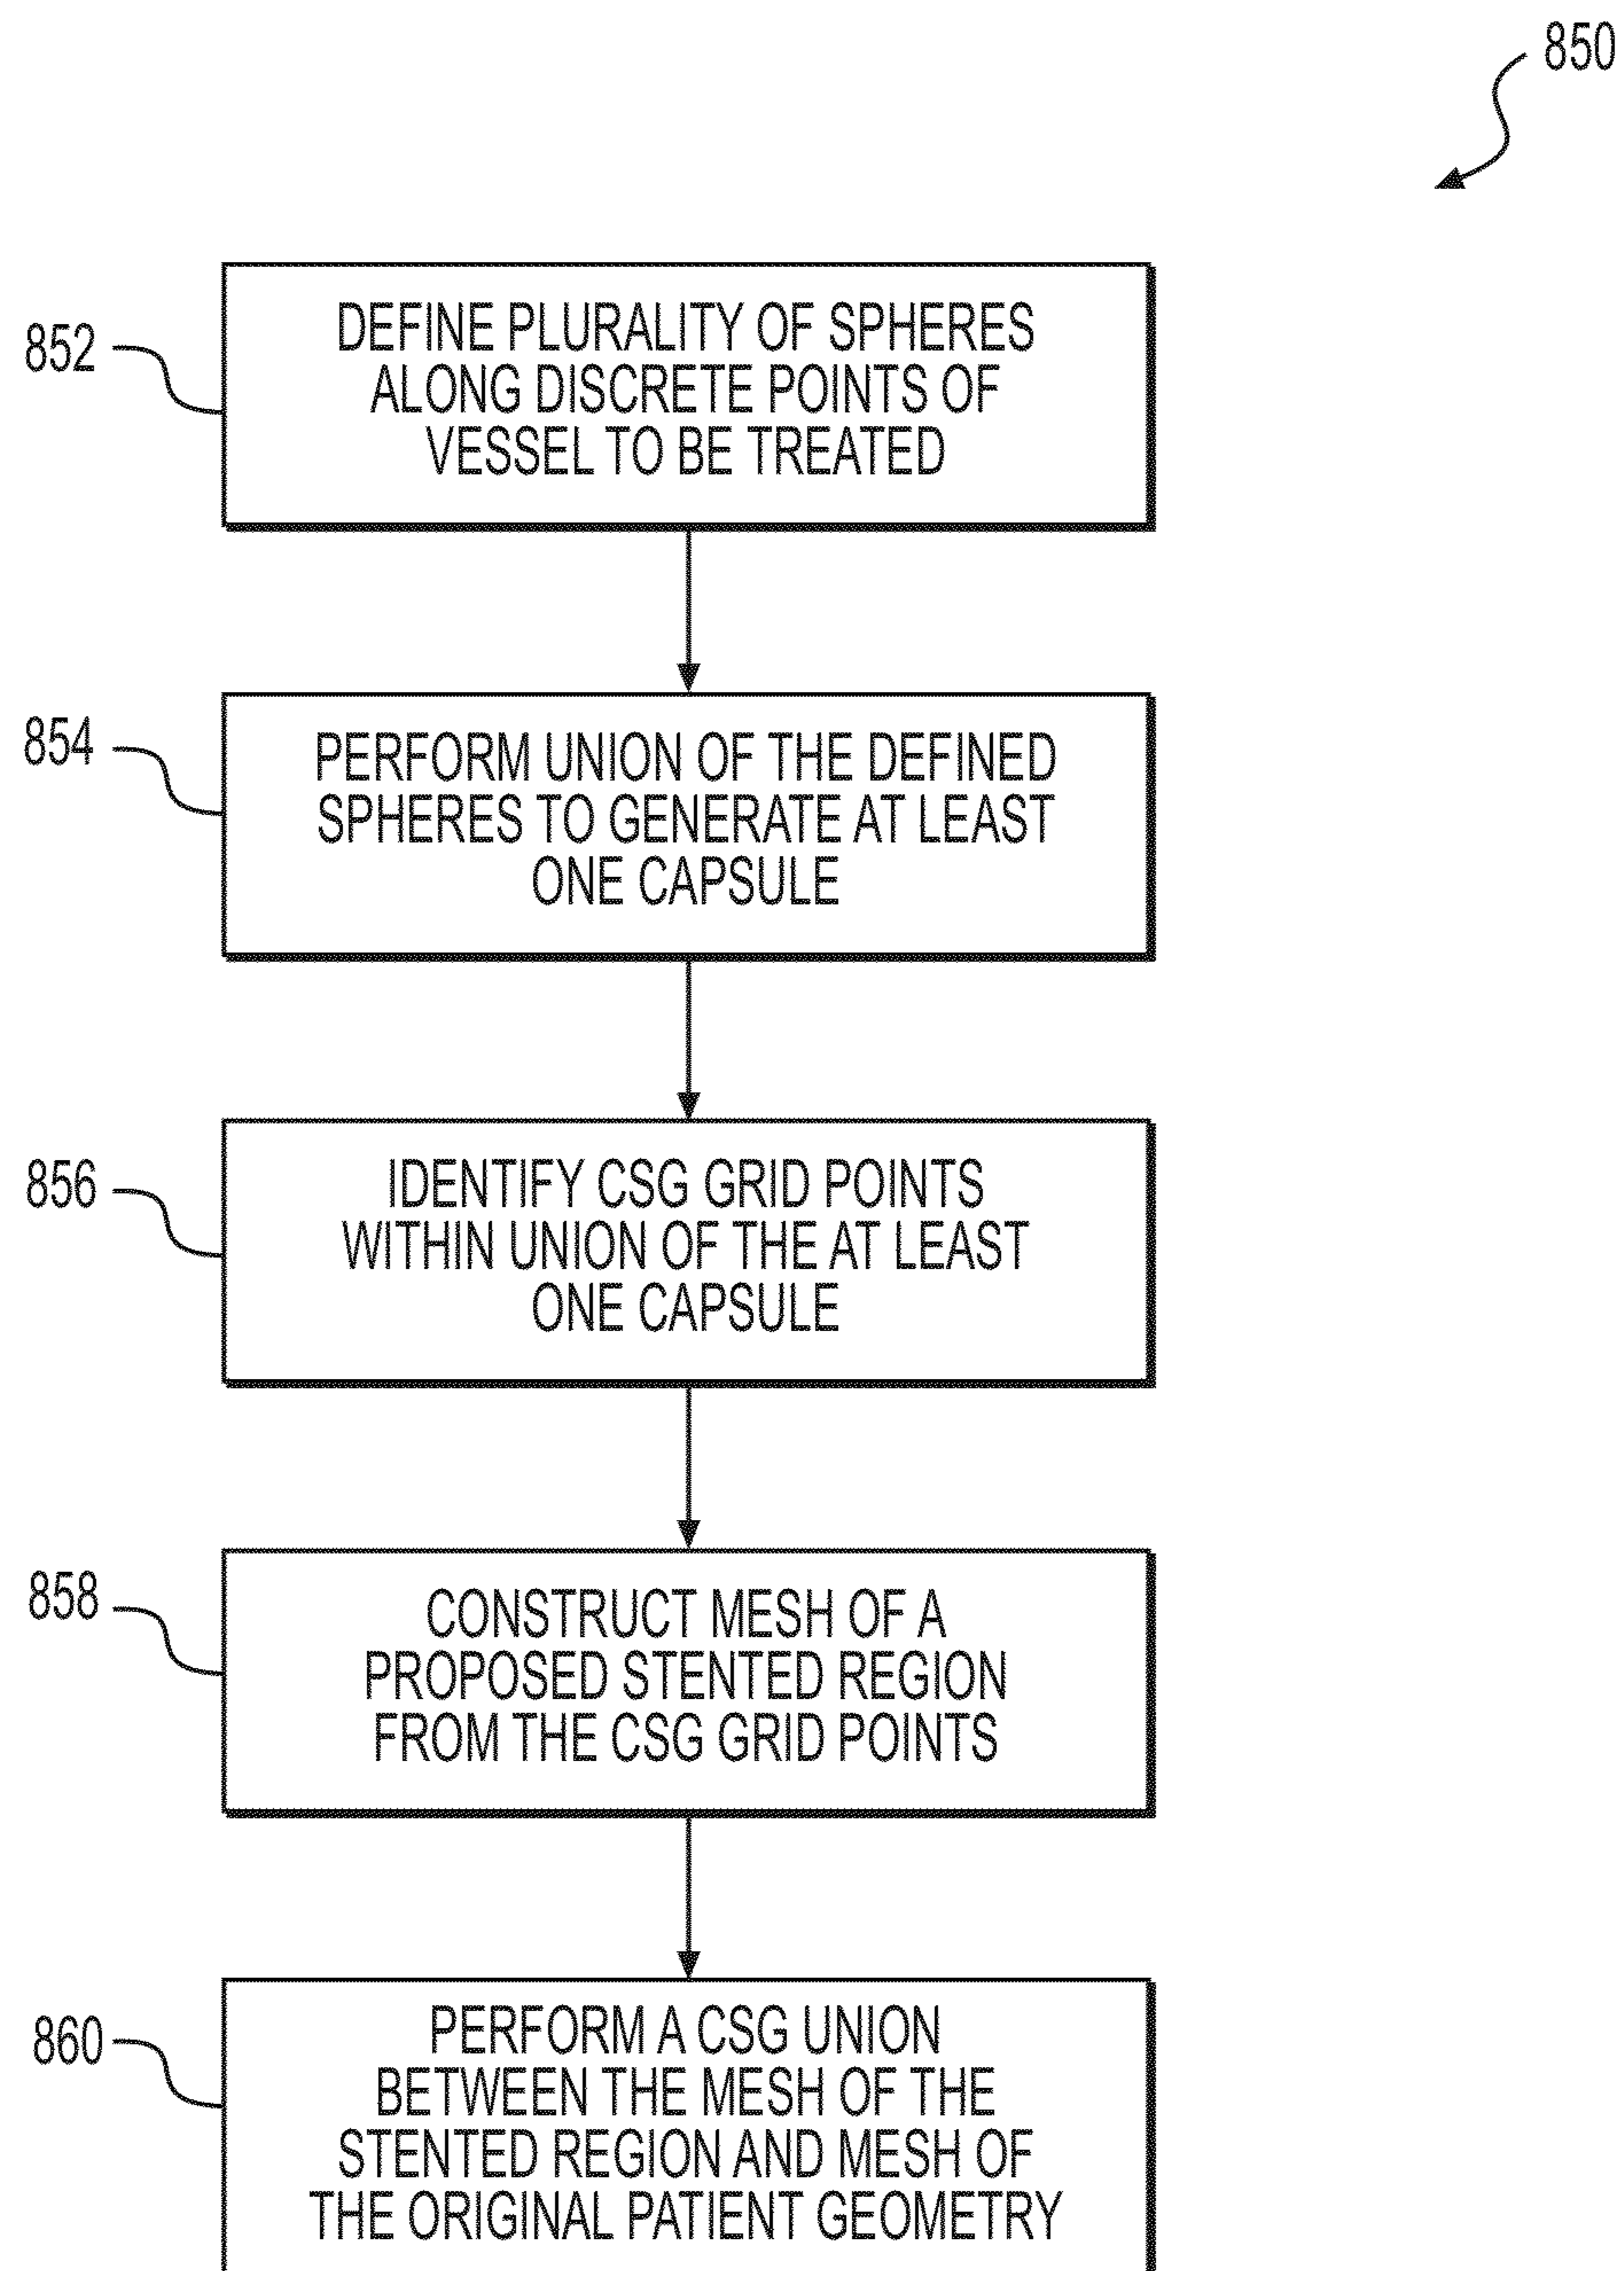 850
852
DEFINE PLURALITY OF SPHERES
ALONG DISCRETE POINTS OF
VESSEL TO BE TREATED
854
PERFORM UNION OF THE DEFINED
SPHERES TO GENERATE AT LEAST
ONE CAPSULE
856
IDENTIFY CSG GRID POINTS
WITHIN UNION OF THE AT LEAST
ONE CAPSULE
858
CONSTRUCT MESH OF A
PROPOSED STENTED REGION
FROM THE CSG GRID POINTS
860
PERFORM A CSG UNION
BETWEEN THE MESH OF THE
STENTED REGION AND MESH OF
THE ORIGINAL PATIENT GEOMETRY